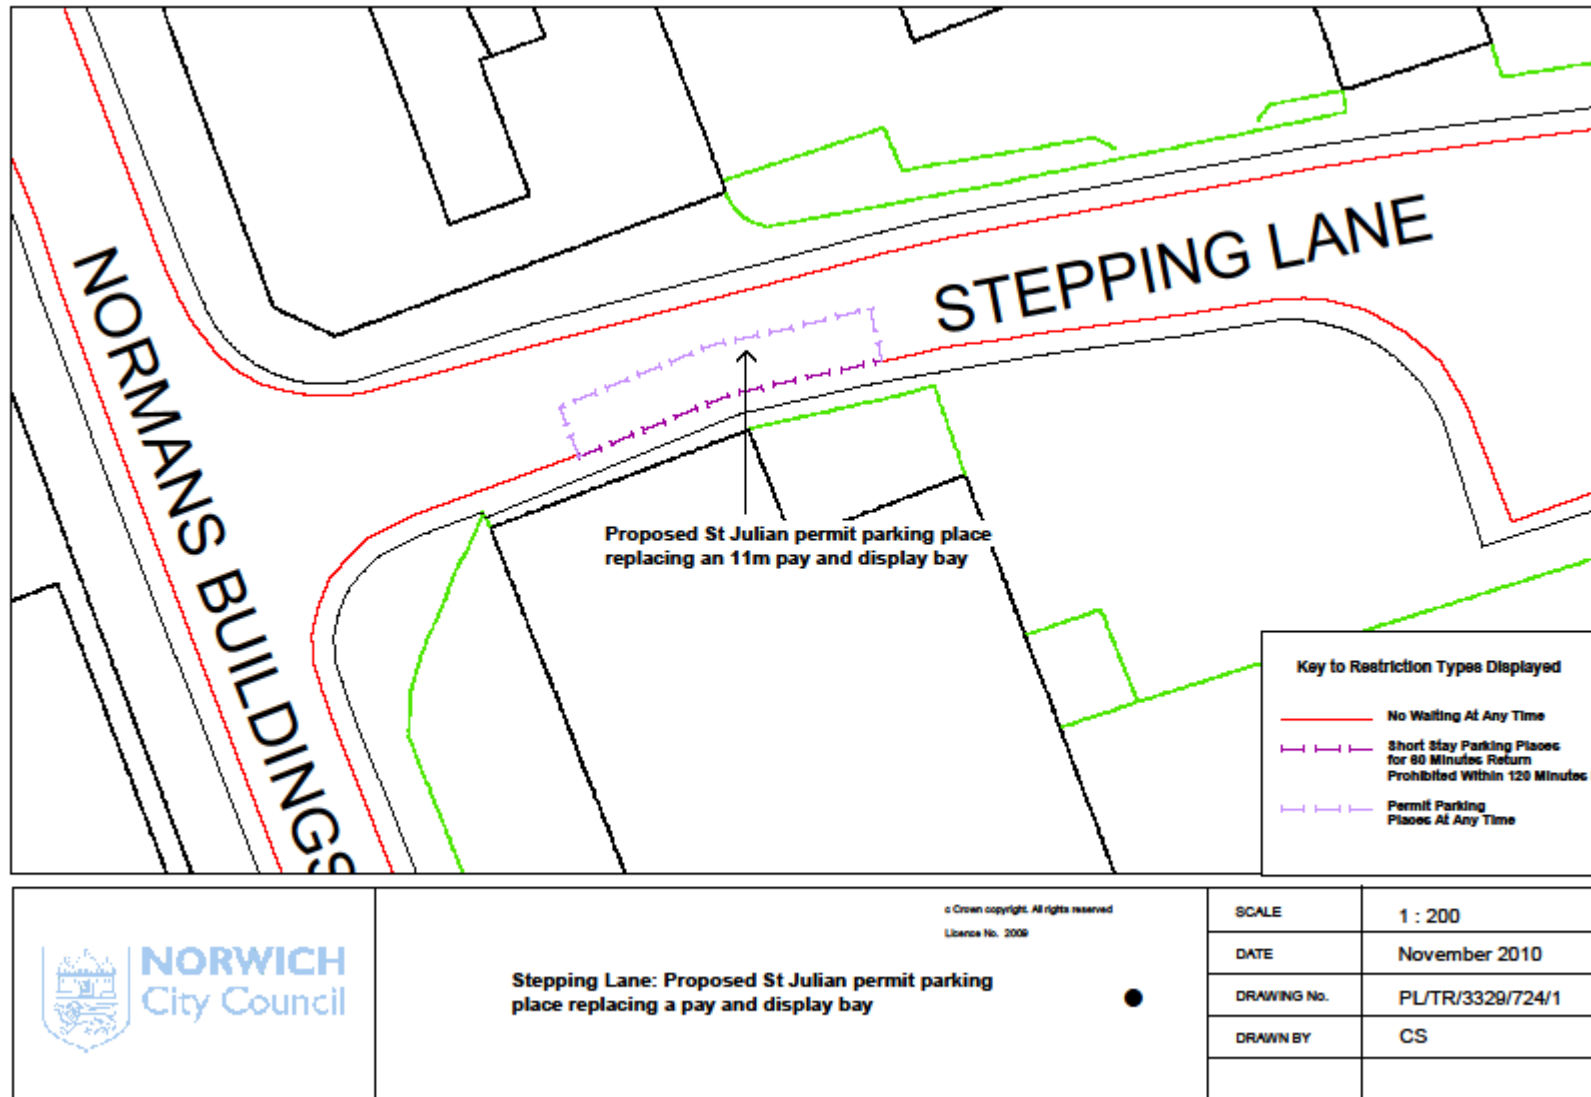 STEPPING LANE
NORMANS BUILDINGS
Proposed St Julian permit parking place
replacing an 11m pay and display bay
Key to Restriction Types Displayed
No Waiting At Any Time
Short Stay Parking Places
for 60 Minutes Return
Prohibited Within 120 Minutes
Permit Parking
Places At Any Time
NORWICH
City Council
c Crown copyright. All rights reserved
Licence No. 2009
Stepping Lane: Proposed St Julian permit parking
place replacing a pay and display bay
SCALE 1 : 200
DATE November 2010
DRAWING No. PL/TR/3329/724/1
DRAWN BY CS